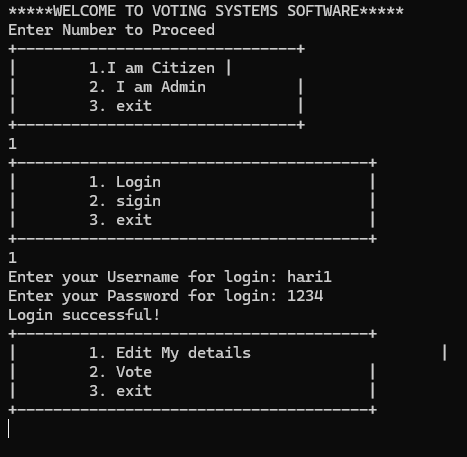 *****WELCOME TO VOTING SYSTEMS SOFTWARE*****
Enter Number to Proceed
+-------------------------------+
|        1.I am Citizen |
|        2. I am Admin          |
|        3. exit                |
+-------------------------------+
1
+---------------------------------------+
|        1. Login                       |
|        2. sigin                       |
|        3. exit                        |
+---------------------------------------+
1
Enter your Username for login: hari1
Enter your Password for login: 1234
Login successful!
+---------------------------------------+
|        1. Edit My details                     |
|        2. Vote                        |
|        3. exit                        |
+---------------------------------------+